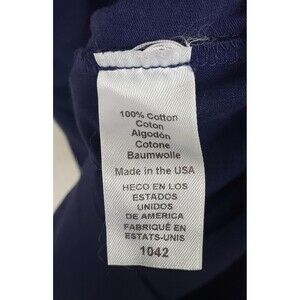 100% Cotton
Coton
Algodón
Cotone
Baumwolle
Made in the USA
HECO EN LOS
ESTADOS
UNIDOS
DE AMERICA
FABRIQUÉ EN
ESTATS-UNIS
1042